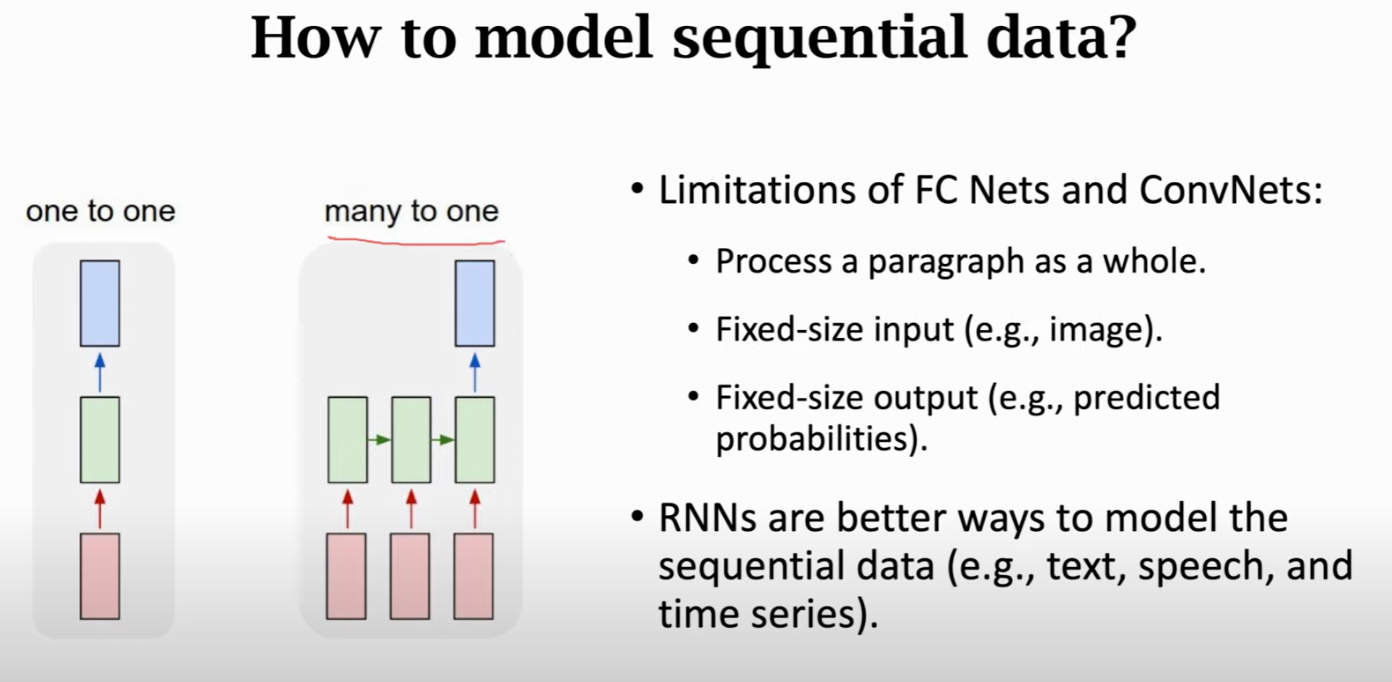 How to model sequential data?
one to one
many to one
• Limitations of FC Nets and ConvNets:
• Process a paragraph as a whole.
• Fixed-size input (e.g., image).
• Fixed-size output (e.g., predicted
probabilities).
• RNNs are better ways to model the
sequential data (e.g., text, speech, and
time series).